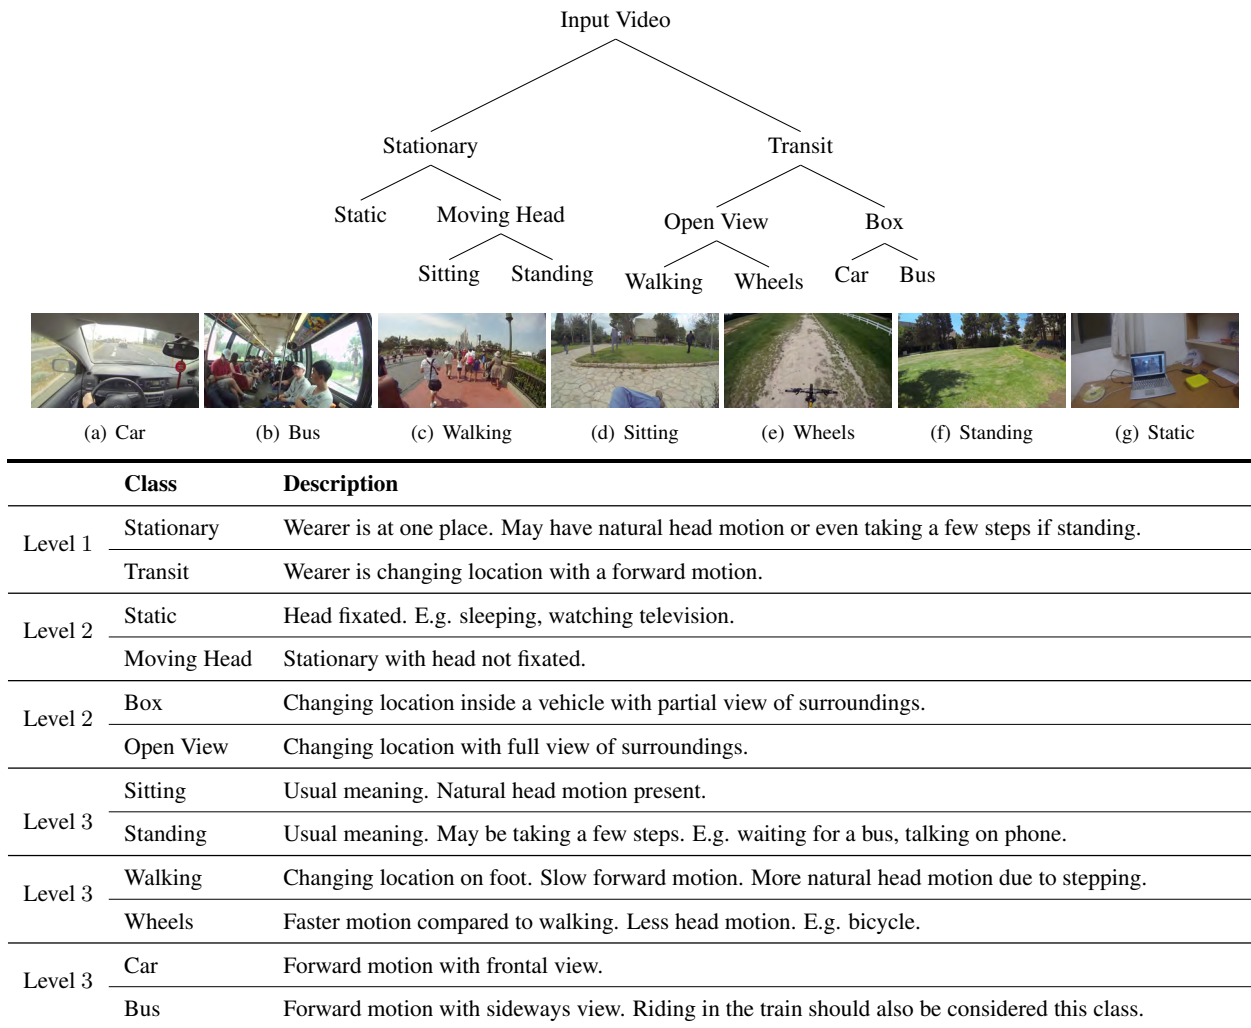 Input Video
Stationary Transit
Static Moving Head Open View Box
Sitting Standing Walking Wheels Car Bus
(a) Car (b) Bus (c) Walking (d) Sitting (e) Wheels (f) Standing (g) Static
Class Description
Level 1
Stationary Wearer is at one place. May have natural head motion or even taking a few steps if standing.
Transit Wearer is changing location with a forward motion.
Level 2
Static Head fixated. E.g. sleeping, watching television.
Moving Head Stationary with head not fixated.
Level 2
Box Changing location inside a vehicle with partial view of surroundings.
Open View Changing location with full view of surroundings.
Level 3
Sitting Usual meaning. Natural head motion present.
Standing Usual meaning. May be taking a few steps. E.g. waiting for a bus, talking on phone.
Level 3
Walking Changing location on foot. Slow forward motion. More natural head motion due to stepping.
Wheels Faster motion compared to walking. Less head motion. E.g. bicycle.
Level 3
Car Forward motion with frontal view.
Bus Forward motion with sideways view. Riding in the train should also be considered this class.